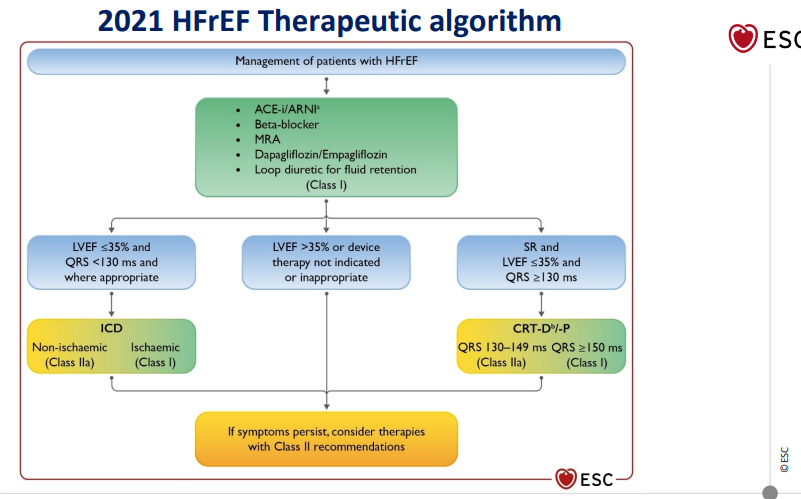 2021 HFrEF Therapeutic algorithm
ESC
Management of patients with HFrEF
• ACE-i/ARNIᵃ
• Beta-blocker
• MRA
• Dapagliflozin/Empagliflozin
• Loop diuretic for fluid retention
(Class I)
LVEF ≤35% and
QRS <130 ms and
where appropriate
LVEF >35% or device
therapy not indicated
or inappropriate
SR and
LVEF ≤35% and
QRS ≥130 ms
ICD
Non-ischaemic
(Class IIa)
Ischaemic
(Class I)
CRT-Dᵇ/-P
QRS 130–149 ms
(Class IIa)
QRS ≥150 ms
(Class I)
If symptoms persist, consider therapies
with Class II recommendations
ESC
© ESC